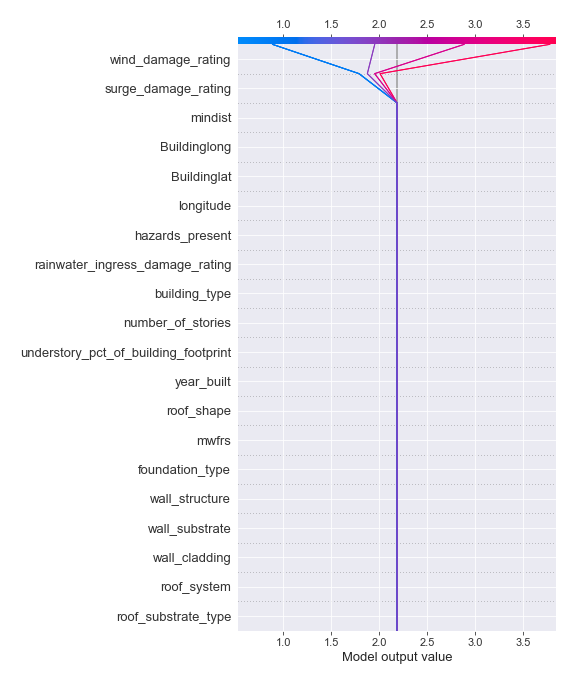 1.0 1.5 2.0 2.5 3.0 3.5
wind_damage_rating
surge_damage_rating
mindist
Buildinglong
Buildinglat
longitude
hazards_present
rainwater_ingress_damage_rating
building_type
number_of_stories
understory_pct_of_building_footprint
year_built
roof_shape
mwfrs
foundation_type
wall_structure
wall_substrate
wall_cladding
roof_system
roof_substrate_type
1.0 1.5 2.0 2.5 3.0 3.5
Model output value